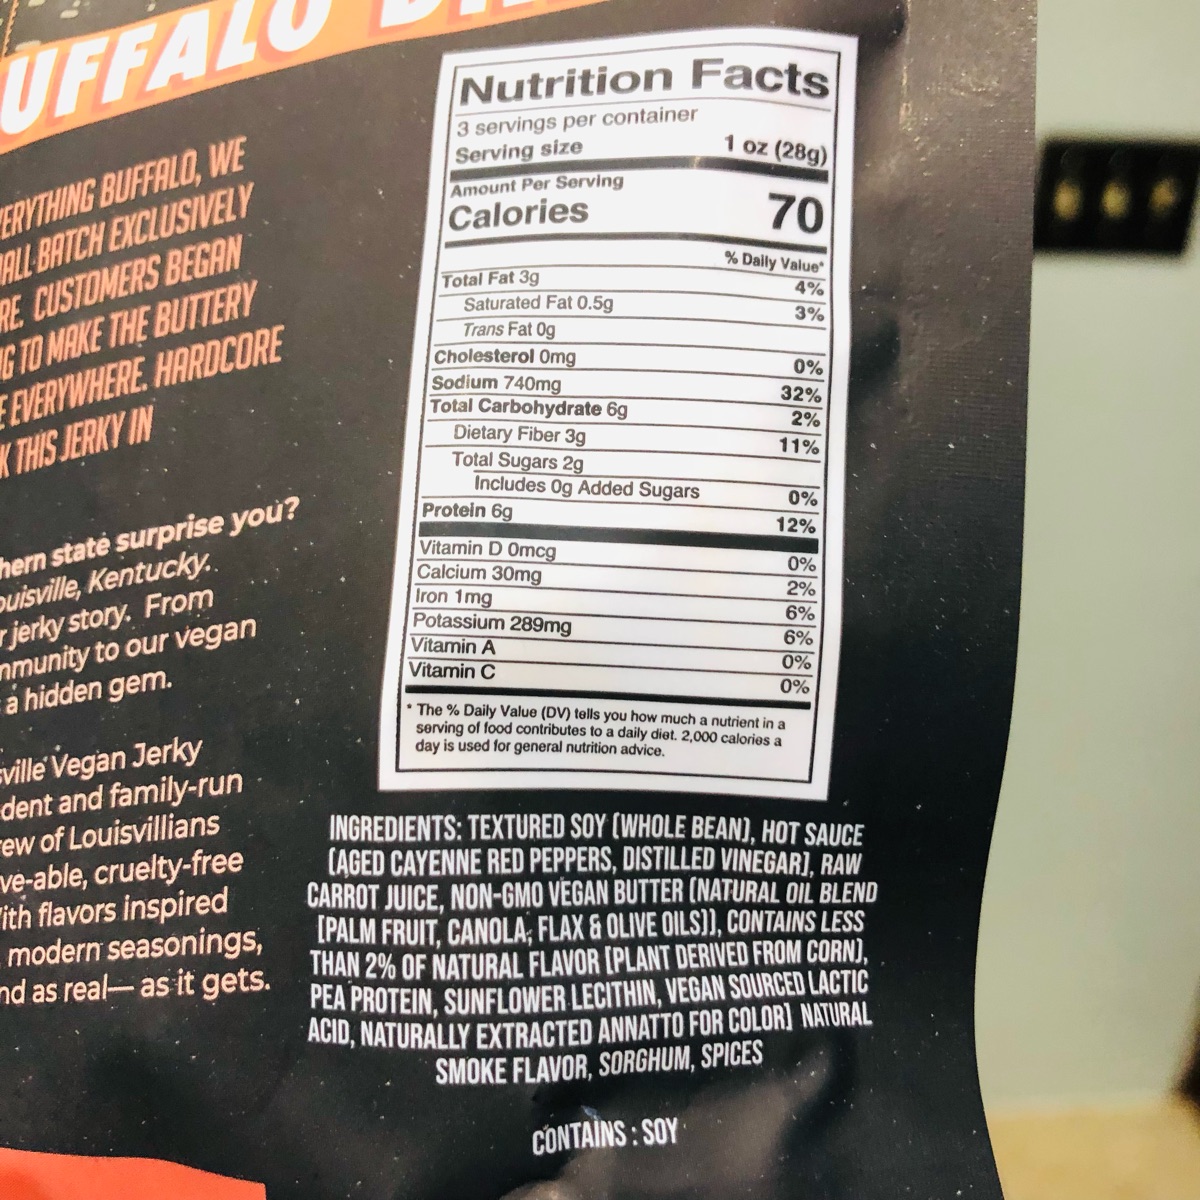 UFFALO
ERYTHING BUFFALO, WE
ALL BATCH EXCLUSIVELY
RE. CUSTOMERS BEGAN
G TO MAKE THE BUTTERY
E EVERYWHERE. HARDCORE
K THIS JERKY IN
hern state surprise you?
ouisville, Kentucky.
r jerky story. From
mmunity to our vegan
a hidden gem.
sville Vegan Jerky
dent and family-run
rew of Louisvillians
ve-able, cruelty-free
ith flavors inspired
modern seasonings,
nd as real— as it gets.
Nutrition Facts
3 servings per container
Serving size 1 oz (28g)
Amount Per Serving
Calories 70
% Daily Value*
Total Fat 3g 4%
Saturated Fat 0.5g 3%
Trans Fat 0g
Cholesterol 0mg 0%
Sodium 740mg 32%
Total Carbohydrate 6g 2%
Dietary Fiber 3g 11%
Total Sugars 2g
Includes 0g Added Sugars 0%
Protein 6g 12%
Vitamin D 0mcg 0%
Calcium 30mg 2%
Iron 1mg 6%
Potassium 289mg 6%
Vitamin A 0%
Vitamin C 0%
* The % Daily Value (DV) tells you how much a nutrient in a
serving of food contributes to a daily diet. 2,000 calories a
day is used for general nutrition advice.
INGREDIENTS: TEXTURED SOY (WHOLE BEAN), HOT SAUCE
(AGED CAYENNE RED PEPPERS, DISTILLED VINEGAR), RAW
CARROT JUICE, NON-GMO VEGAN BUTTER (NATURAL OIL BLEND
[PALM FRUIT, CANOLA, FLAX & OLIVE OILS]), CONTAINS LESS
THAN 2% OF NATURAL FLAVOR [PLANT DERIVED FROM CORN),
PEA PROTEIN, SUNFLOWER LECITHIN, VEGAN SOURCED LACTIC
ACID, NATURALLY EXTRACTED ANNATTO FOR COLOR] NATURAL
SMOKE FLAVOR, SORGHUM, SPICES
CONTAINS : SOY